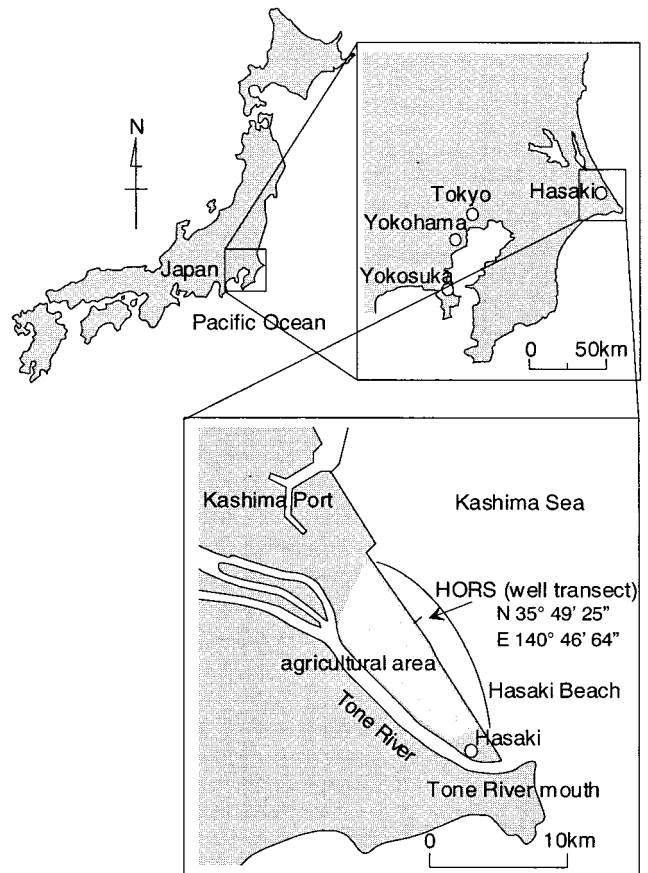 N
Japan
Pacific Ocean
Tokyo
Hasaki
Yokohama
Yokosuka
0 50km
Kashima Port
Kashima Sea
HORS (well transect)
N 35° 49' 25"
E 140° 46' 64"
agricultural area
Hasaki Beach
Tone River
Hasaki
Tone River mouth
0 10km